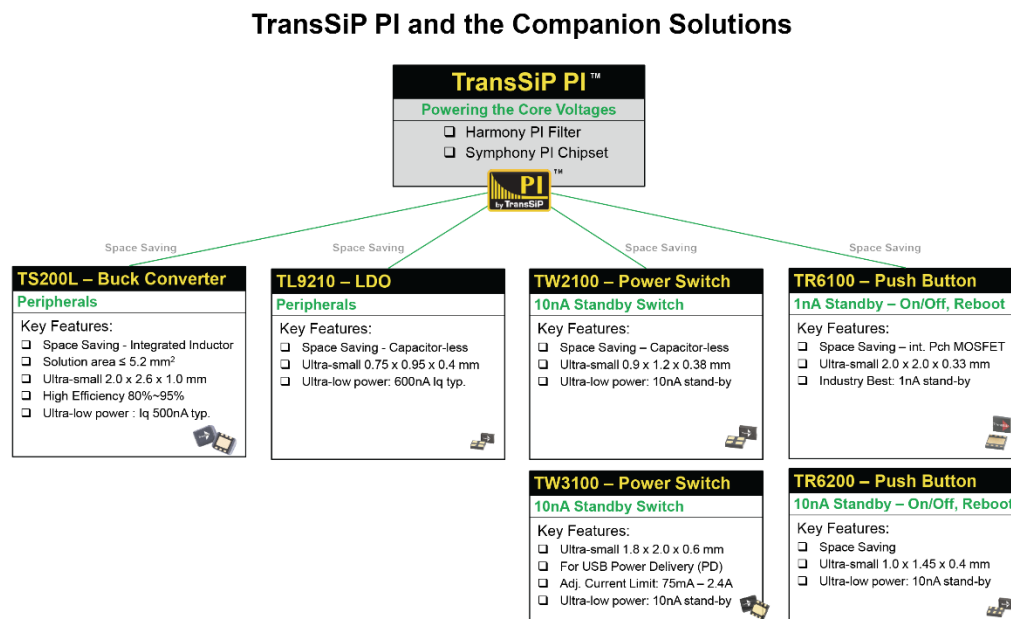 TransSiP PI and the Companion Solutions
TransSiP PI™
Powering the Core Voltages
❑ Harmony PI Filter
❑ Symphony PI Chipset
PI™
by TransSiP
Space Saving
Space Saving
Space Saving
Space Saving
TS200L – Buck Converter
Peripherals
Key Features:
❑ Space Saving - Integrated Inductor
❑ Solution area ≤ 5.2 mm²
❑ Ultra-small 2.0 x 2.6 x 1.0 mm
❑ High Efficiency 80%~95%
❑ Ultra-low power : Iq 500nA typ.
TL9210 – LDO
Peripherals
Key Features:
❑ Space Saving - Capacitor-less
❑ Ultra-small 0.75 x 0.95 x 0.4 mm
❑ Ultra-low power: 600nA Iq typ.
TW2100 – Power Switch
10nA Standby Switch
Key Features:
❑ Space Saving – Capacitor-less
❑ Ultra-small 0.9 x 1.2 x 0.38 mm
❑ Ultra-low power: 10nA stand-by
TR6100 – Push Button
1nA Standby – On/Off, Reboot
Key Features:
❑ Space Saving – int. Pch MOSFET
❑ Ultra-small 2.0 x 2.0 x 0.33 mm
❑ Industry Best: 1nA stand-by
TW3100 – Power Switch
10nA Standby Switch
Key Features:
❑ Ultra-small 1.8 x 2.0 x 0.6 mm
❑ For USB Power Delivery (PD)
❑ Adj. Current Limit: 75mA – 2.4A
❑ Ultra-low power: 10nA stand-by
TR6200 – Push Button
10nA Standby – On/Off, Reboot
Key Features:
❑ Space Saving
❑ Ultra-small 1.0 x 1.45 x 0.4 mm
❑ Ultra-low power: 10nA stand-by